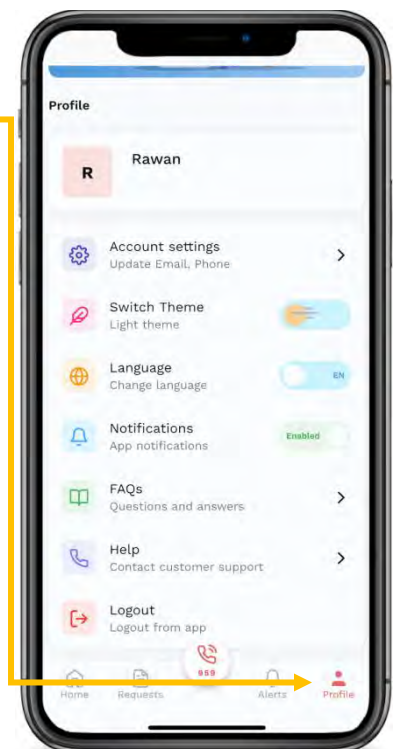 Profile
R
Rawan
Account settings
Update Email, Phone
Switch Theme
Light theme
Language
Change language
EN
Notifications
App notifications
Enabled
FAQs
Questions and answers
Help
Contact customer support
Logout
Logout from app
959
Home
Requests
Alerts
Profile